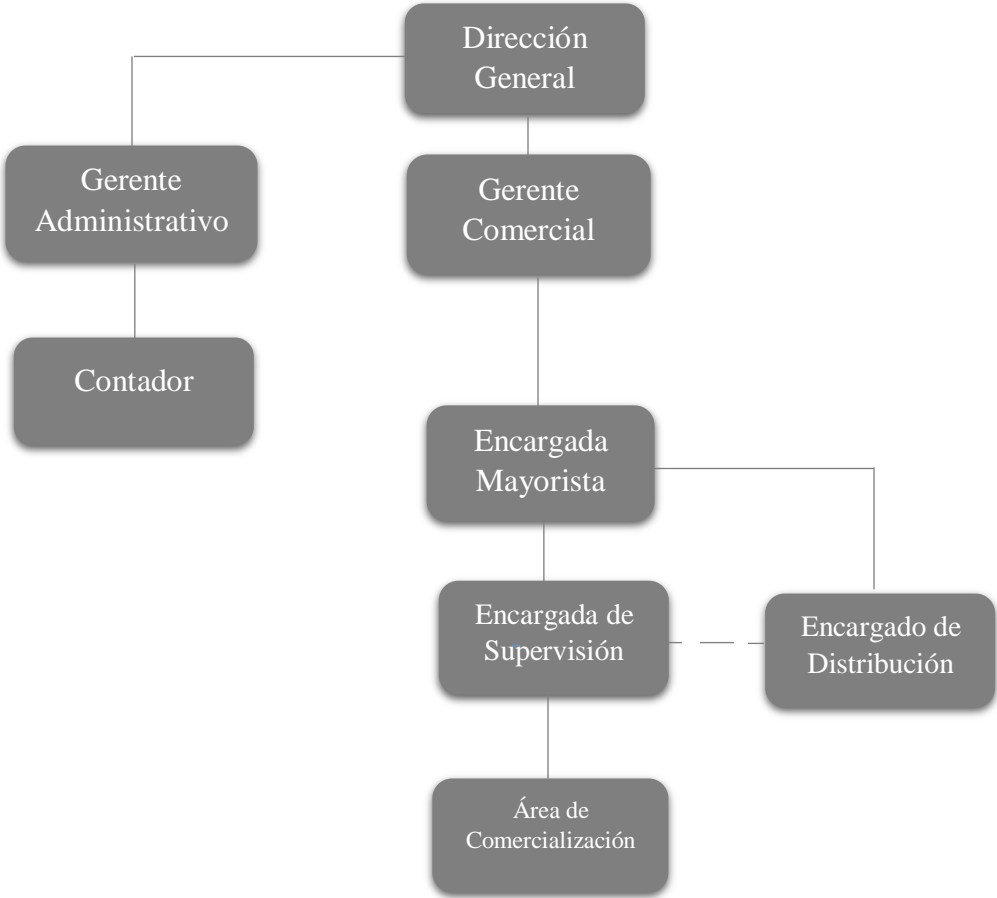 Dirección
General
Gerente
Administrativo
Gerente
Comercial
Contador
Encargada
Mayorista
Encargada de
Supervisión
Encargado de
Distribución
Área de
Comercialización